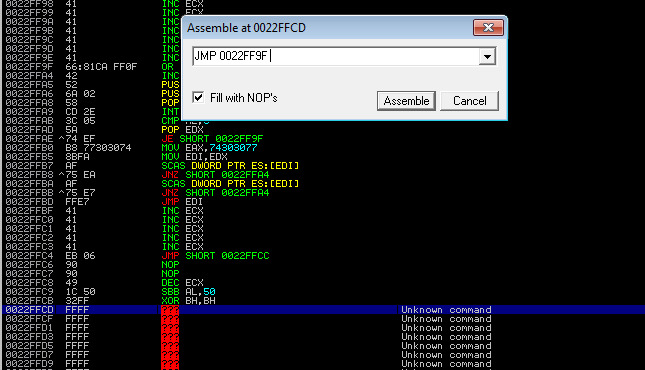 0022FF98 41 INC ECX
0022FF99 41 INC
0022FF9A 41 INC
0022FF9B 41 INC
0022FF9C 41 INC
0022FF9D 41 INC
0022FF9E 41 INC
0022FF9F 66:81CA FF0F OR
0022FFA4 42 INC
0022FFA5 52 PUS
0022FFA6 6A 02 PUS
0022FFA8 58 POP
0022FFA9 CD 2E INT
0022FFAB 3C 05 CMP AL,5
0022FFAD 5A POP EDX
0022FFAE ^74 EF JE SHORT 0022FF9F
0022FFB0 B8 77303074 MOV EAX,74303077
0022FFB5 8BFA MOV EDI,EDX
0022FFB7 AF SCAS DWORD PTR ES:[EDI]
0022FFB8 ^75 EA JNZ SHORT 0022FFA4
0022FFBA AF SCAS DWORD PTR ES:[EDI]
0022FFBB ^75 E7 JNZ SHORT 0022FFA4
0022FFBD FFE7 JMP EDI
0022FFBF 41 INC ECX
0022FFC0 41 INC ECX
0022FFC1 41 INC ECX
0022FFC2 41 INC ECX
0022FFC3 41 INC ECX
0022FFC4 EB 06 JMP SHORT 0022FFCC
0022FFC6 90 NOP
0022FFC7 90 NOP
0022FFC8 49 DEC ECX
0022FFC9 1C 50 SBB AL,50
0022FFCB 32FF XOR BH,BH
0022FFCD FFFF ??? Unknown command
0022FFCF FFFF ??? Unknown command
0022FFD1 FFFF ??? Unknown command
0022FFD3 FFFF ??? Unknown command
0022FFD5 FFFF ??? Unknown command
0022FFD7 FFFF ??? Unknown command
0022FFD9 FFFF ??? Unknown command
Assemble at 0022FFCD
JMP 0022FF9F
Fill with NOP's
Assemble
Cancel